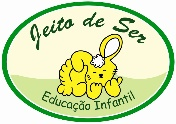 Jeito de Ser
Educação Infantil